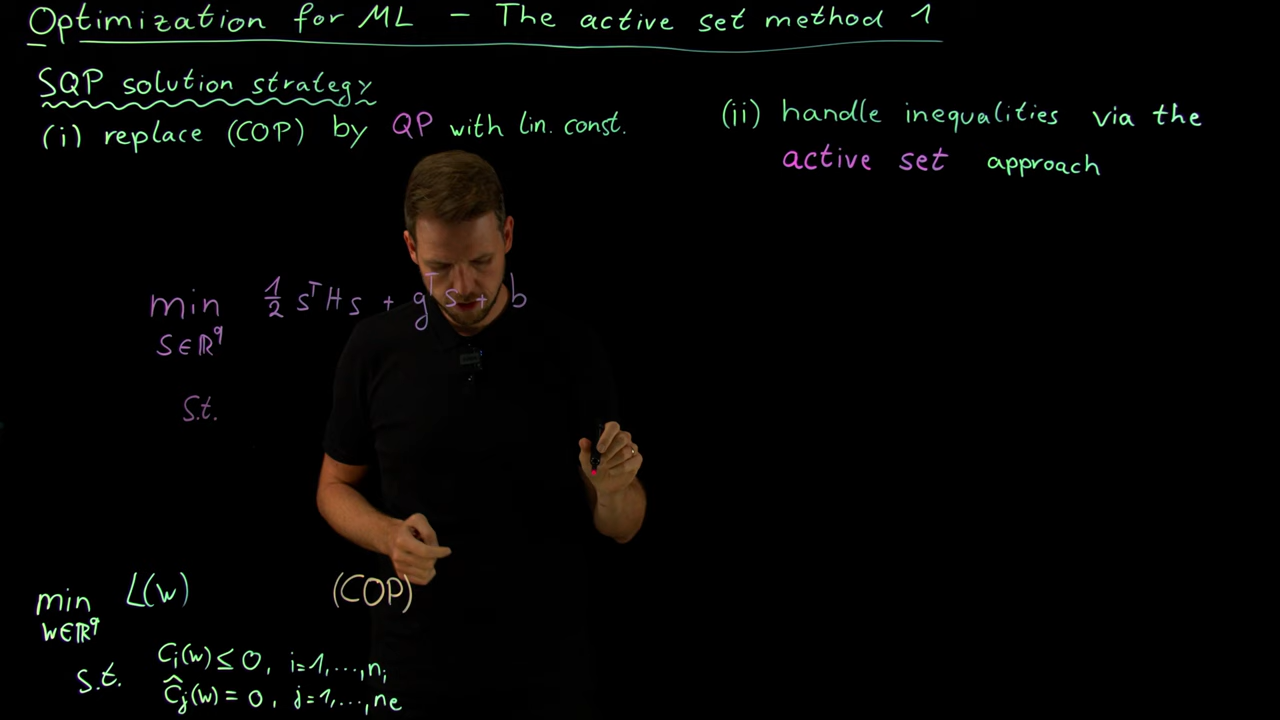 Optimization for ML – The active set method 1
SQP solution strategy
(i) replace (COP) by QP with lin. const.
(ii) handle inequalities via the
active set approach
min 1/2 sᵀHs + gᵀs + b
s∈ℝ^q
s.t.
min L(w) (COP)
w∈ℝ^q
s.t. Cᵢ(w) ≤ 0, i=1,...,nᵢ
Ĉⱼ(w) = 0, j=1,...,nₑ